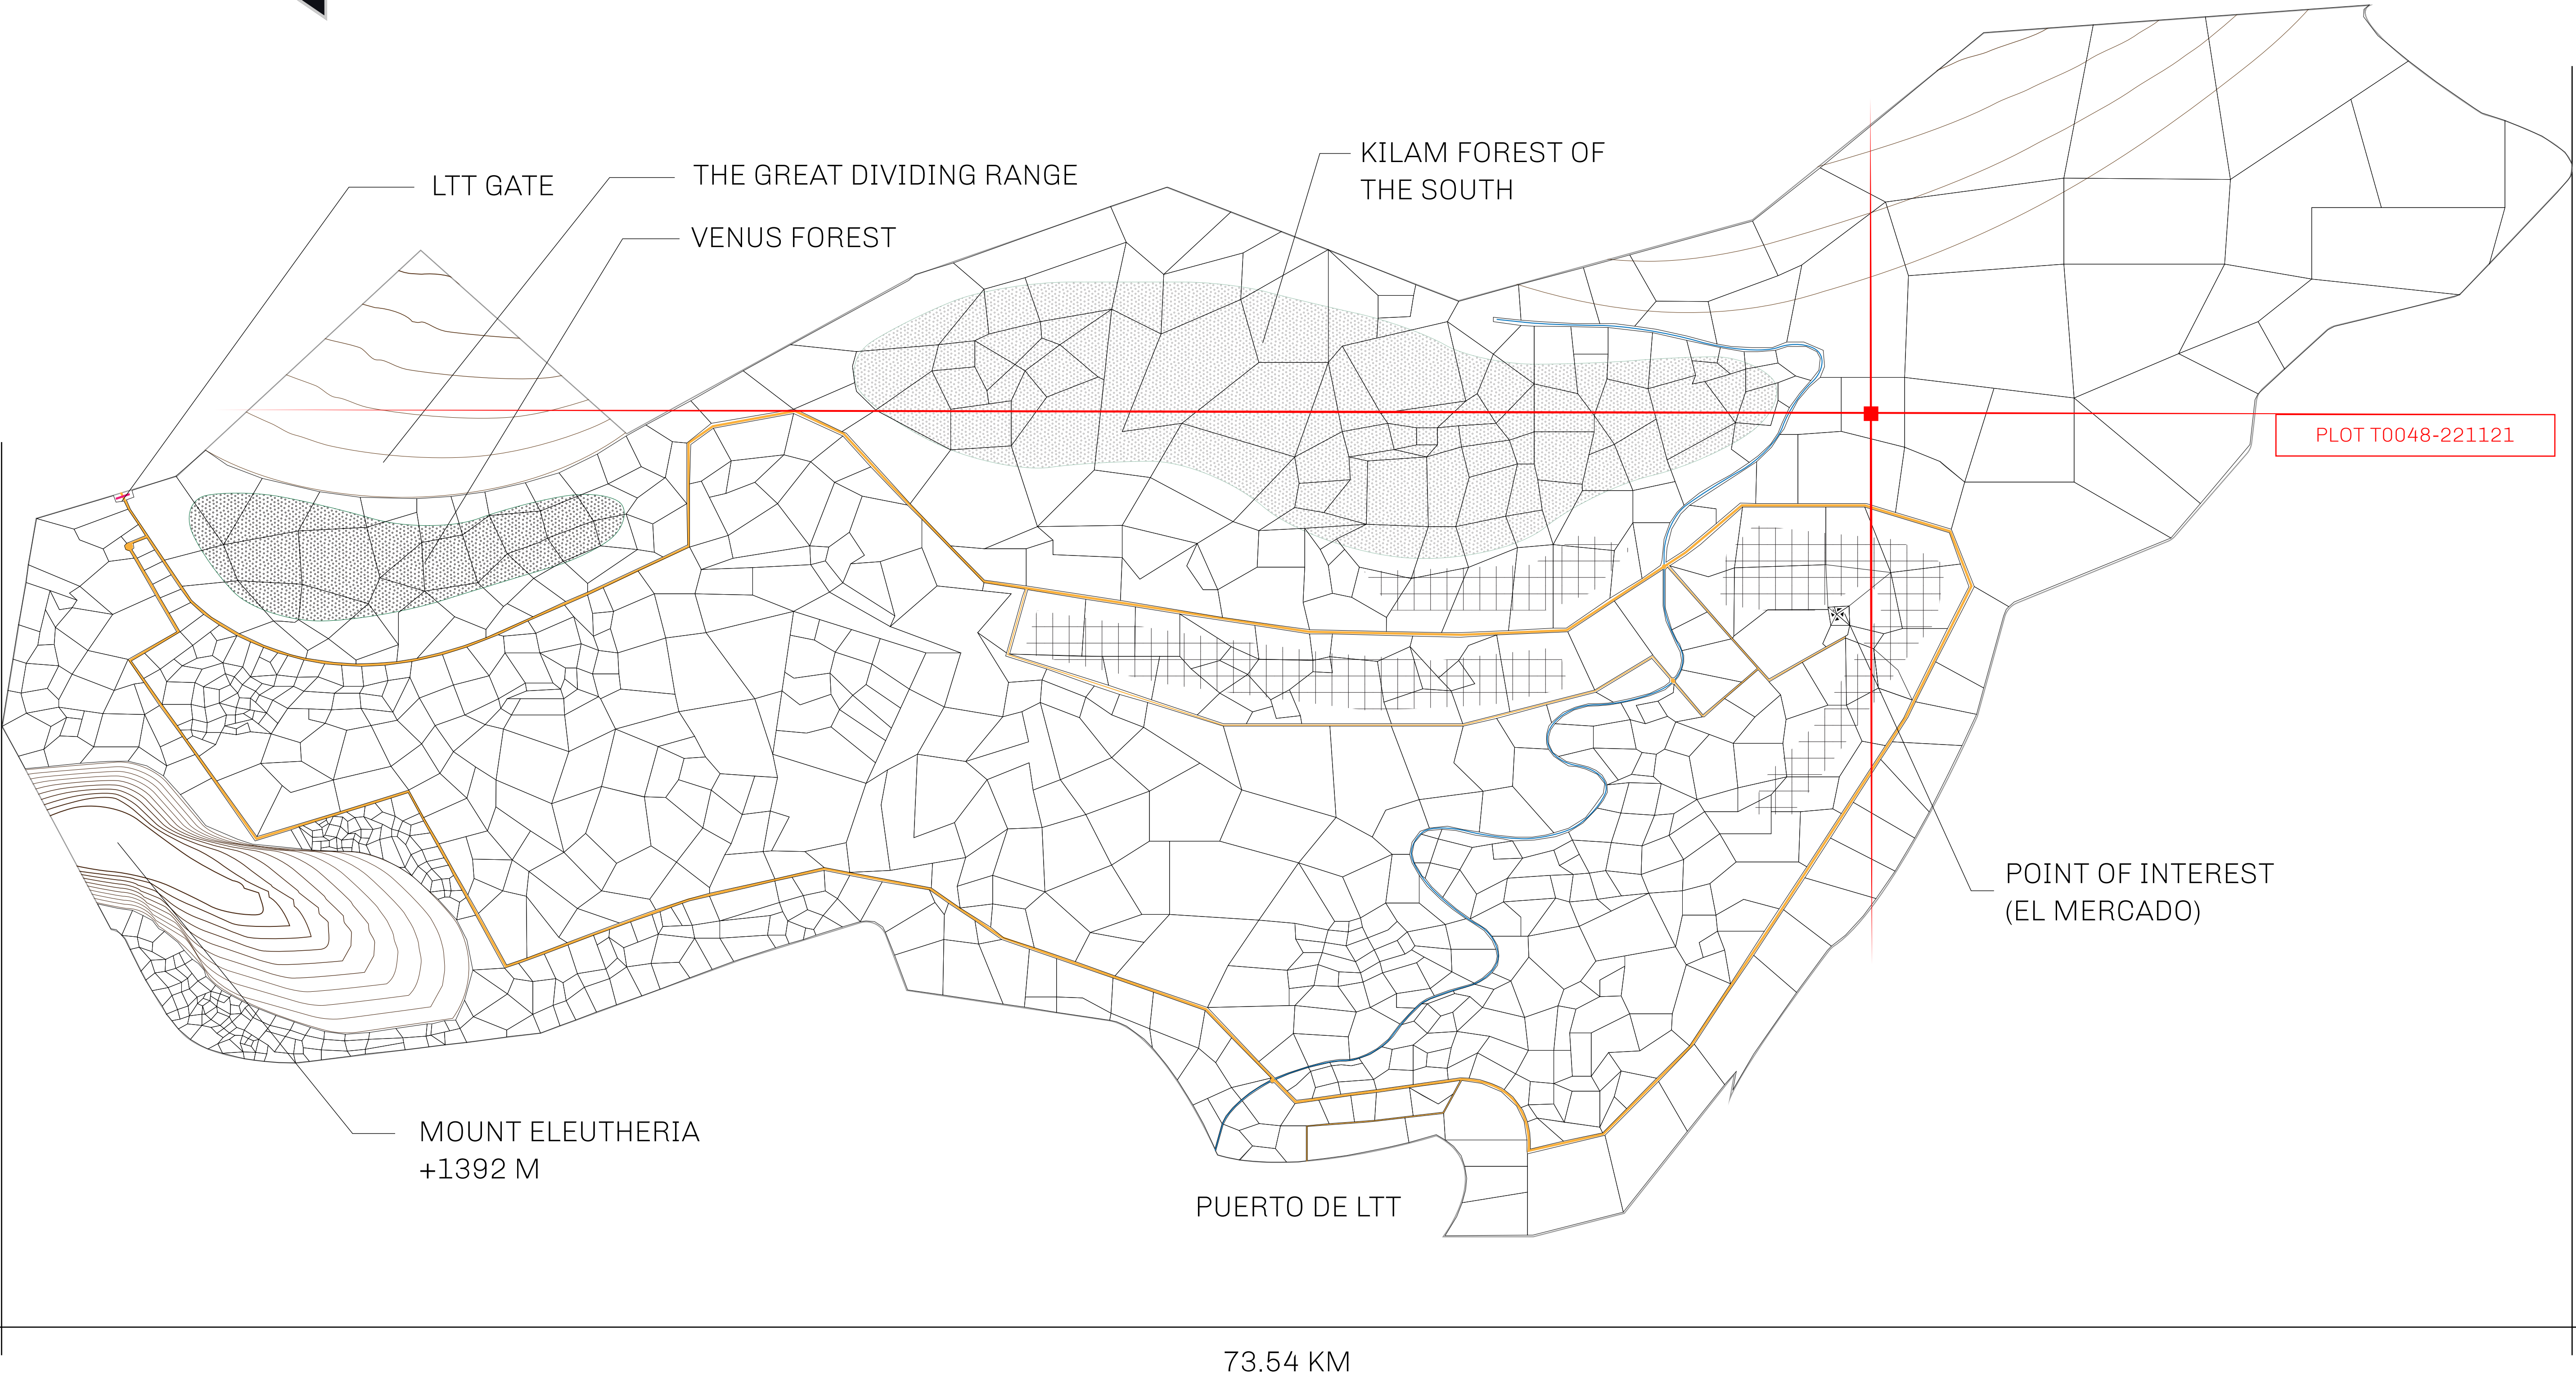 KILAM FOREST OF
THE SOUTH
THE GREAT DIVIDING RANGE
LTT GATE
VENUS FOREST
PLOT T0048-221121
POINT OF INTEREST
(EL MERCADO)
MOUNT ELEUTHERIA
+1392 M
PUERTO DE LTT
73.54 KM